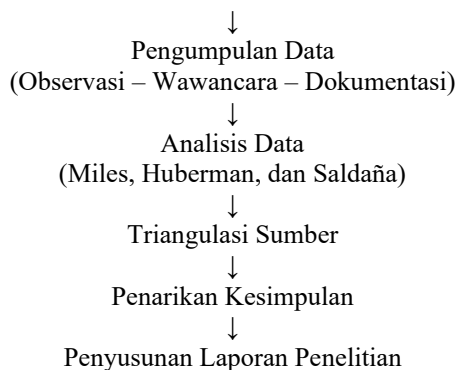 ↓
Pengumpulan Data
(Observasi – Wawancara – Dokumentasi)
↓
Analisis Data
(Miles, Huberman, dan Saldaña)
↓
Triangulasi Sumber
↓
Penarikan Kesimpulan
↓
Penyusunan Laporan Penelitian